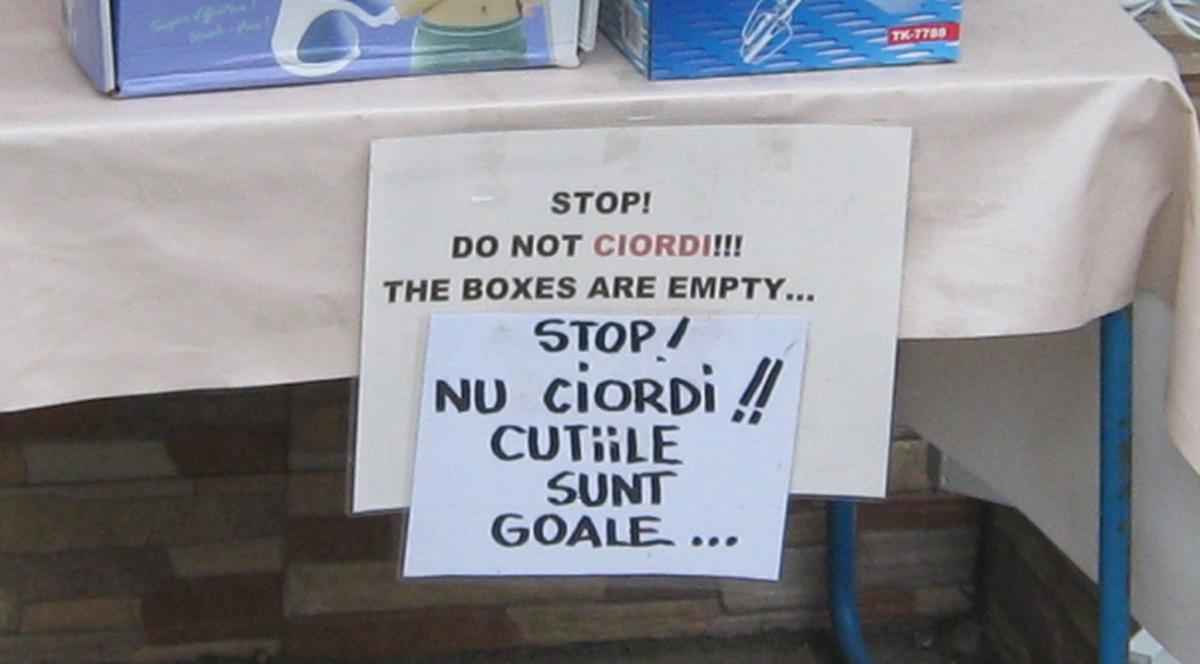 TK-7788
STOP!
DO NOT CIORDI!!!
THE BOXES ARE EMPTY...
STOP!
NU CiORDi!!
CUTiiLE
SUNT
GOALE...